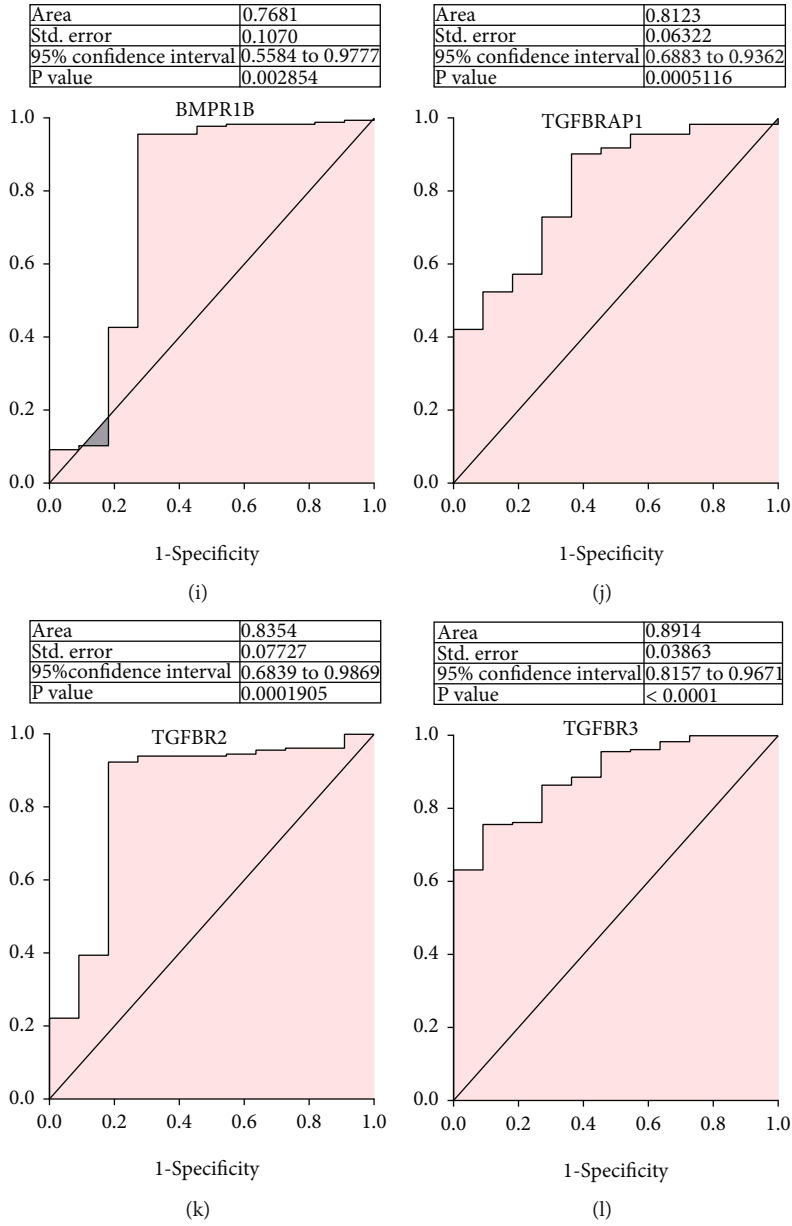 Area 0.7681
Std. error 0.1070
95% confidence interval 0.5584 to 0.9777
P value 0.002854
BMPR1B
1.0
0.8
0.6
0.4
0.2
0.0
0.0 0.2 0.4 0.6 0.8 1.0
1-Specificity
(i)
Area 0.8123
Std. error 0.06322
95% confidence interval 0.6883 to 0.9362
P value 0.0005116
TGFBRAP1
1.0
0.8
0.6
0.4
0.2
0.0
0.0 0.2 0.4 0.6 0.8 1.0
1-Specificity
(j)
Area 0.8354
Std. error 0.07727
95%confidence interval 0.6839 to 0.9869
P value 0.0001905
TGFBR2
1.0
0.8
0.6
0.4
0.2
0.0
0.0 0.2 0.4 0.6 0.8 1.0
1-Specificity
(k)
Area 0.8914
Std. error 0.03863
95% confidence interval 0.8157 to 0.9671
P value < 0.0001
TGFBR3
1.0
0.8
0.6
0.4
0.2
0.0
0.0 0.2 0.4 0.6 0.8 1.0
1-Specificity
(l)